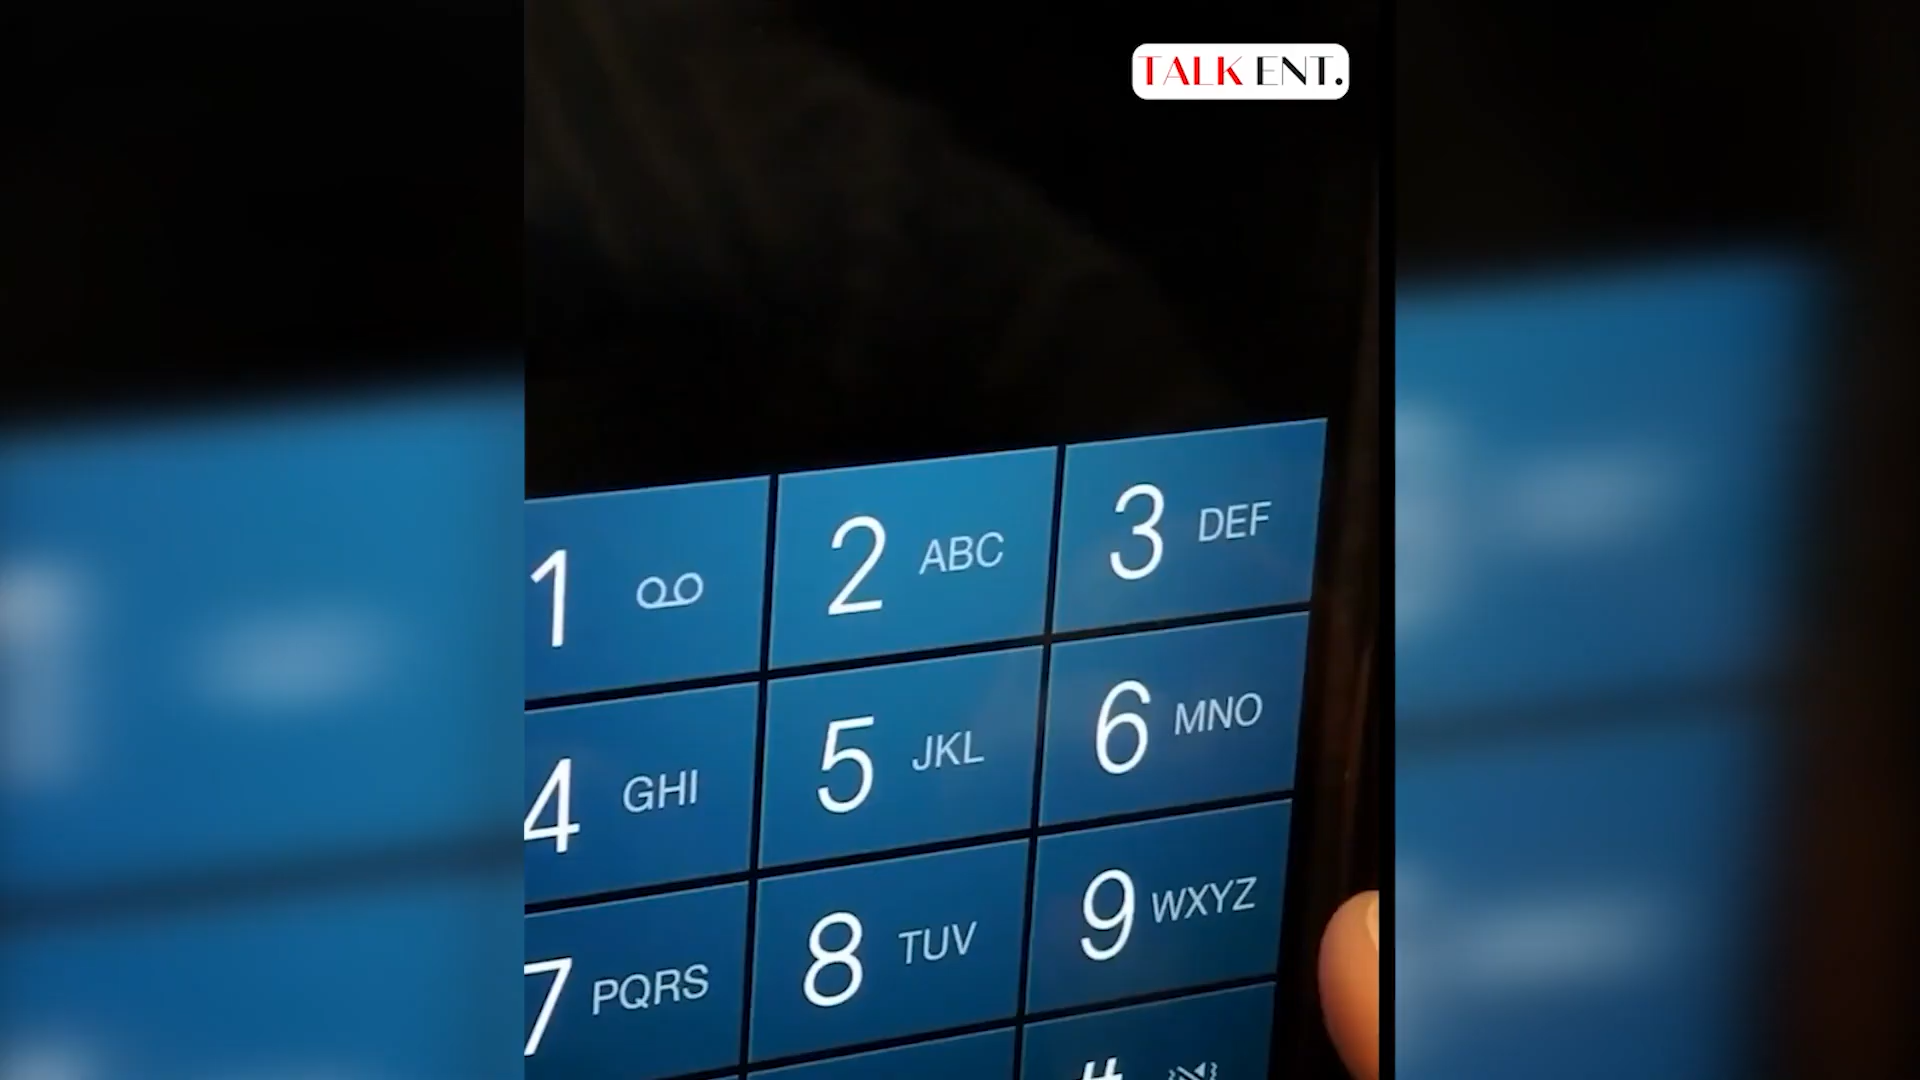 TALK ENT.
1
2 ABC
3 DEF
4 GHI
5 JKL
6 MNO
7 PQRS
8 TUV
9 WXYZ
#